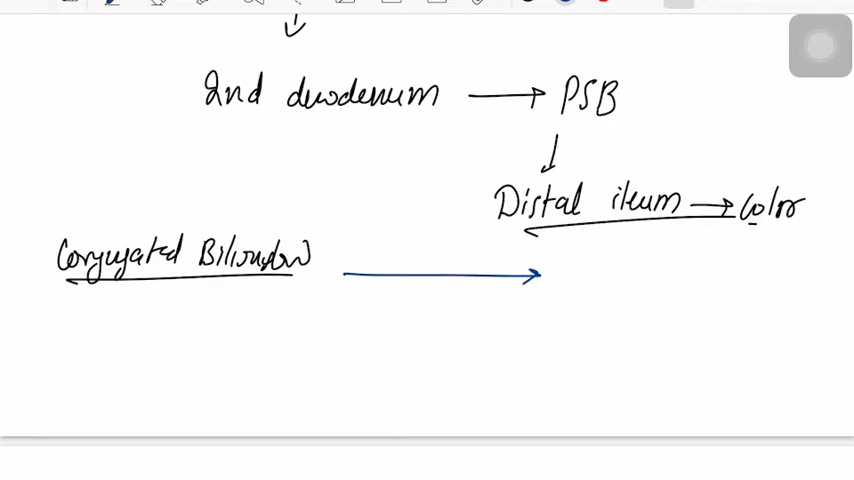 2nd duodenum → PSB
Distal ileum → Colon
Conjugated Bilirubin →